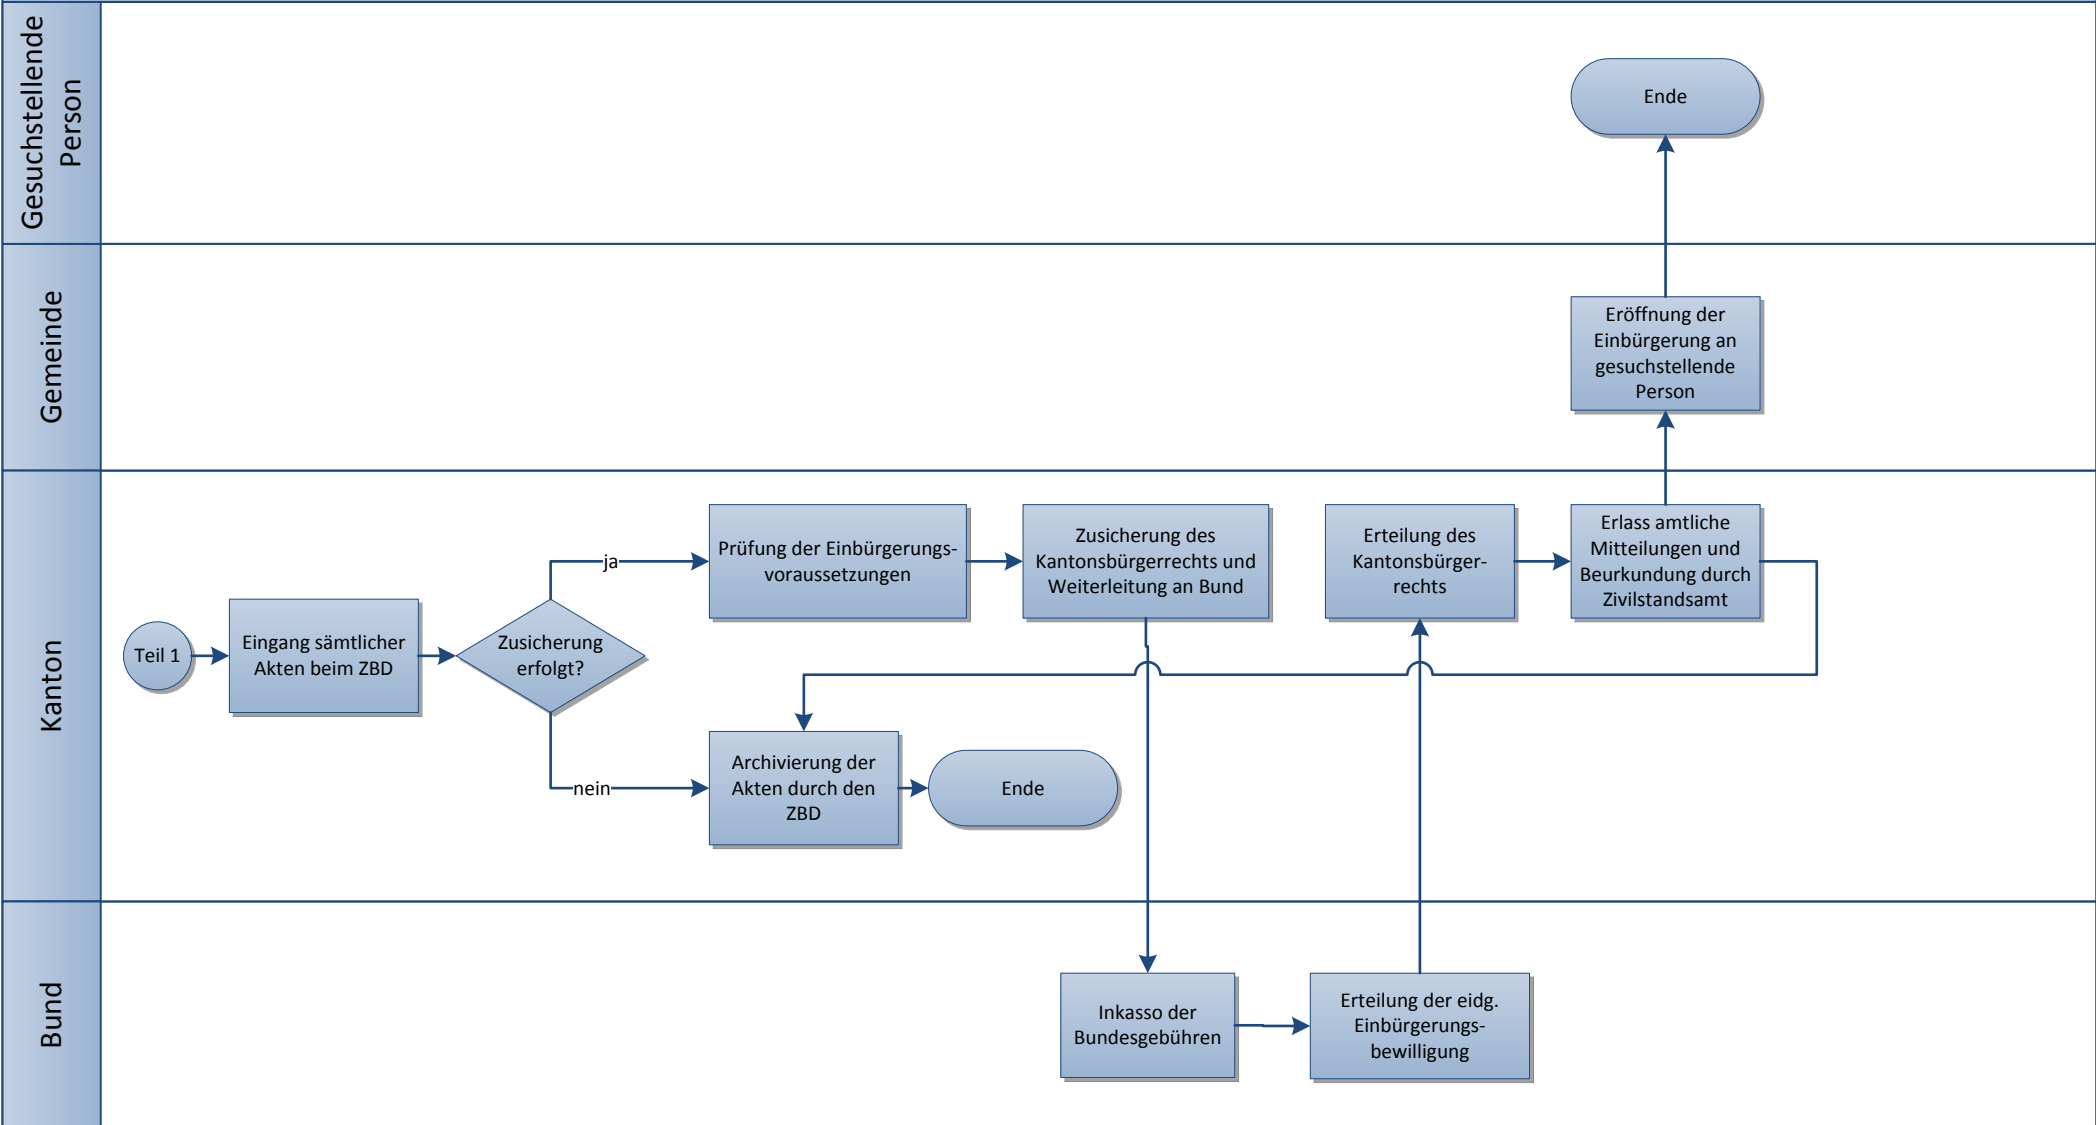 Gesuchstellende
Person
Ende
Gemeinde
Eröffnung der
Einbürgerung an
gesuchstellende
Person
Kanton
Teil 1
Eingang sämtlicher
Akten beim ZBD
Zusicherung
erfolgt?
ja
nein
Prüfung der Einbürgerungs-
voraussetzungen
Zusicherung des
Kantonsbürgerrechts und
Weiterleitung an Bund
Erteilung des
Kantonsbürger-
rechts
Erlass amtliche
Mitteilungen und
Beurkundung durch
Zivilstandsamt
Archivierung der
Akten durch den
ZBD
Ende
Bund
Inkasso der
Bundesgebühren
Erteilung der eidg.
Einbürgerungs-
bewilligung